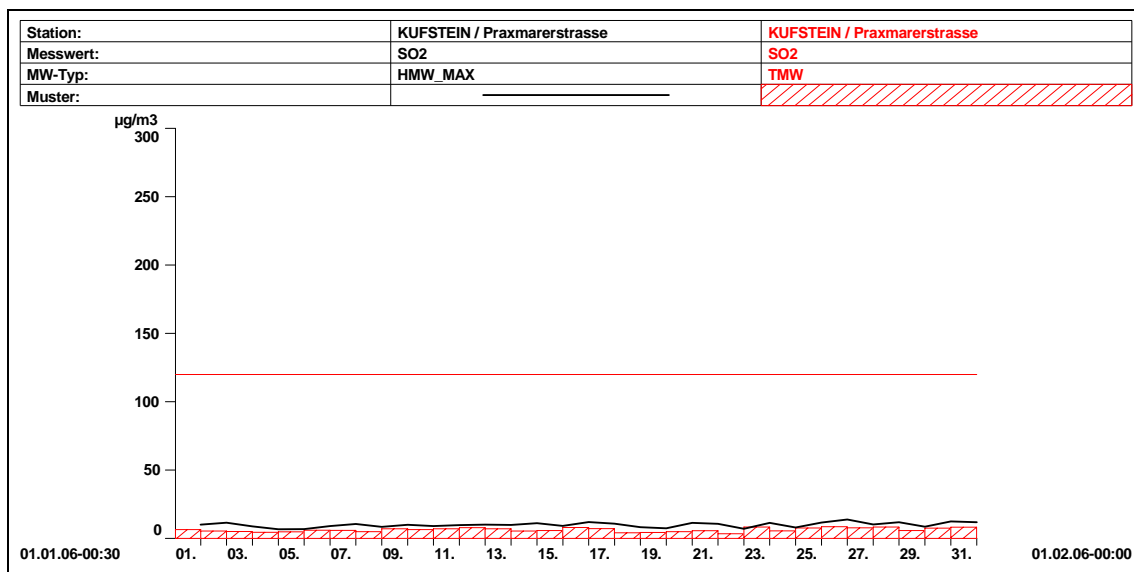 Station: KUFSTEIN / Praxmarerstrasse KUFSTEIN / Praxmarerstrasse
Messwert: SO2 SO2
MW-Typ: HMW_MAX TMW
Muster:
µg/m3
300
250
200
150
100
50
0
01.01.06-00:30 01. 03. 05. 07. 09. 11. 13. 15. 17. 19. 21. 23. 25. 27. 29. 31. 01.02.06-00:00